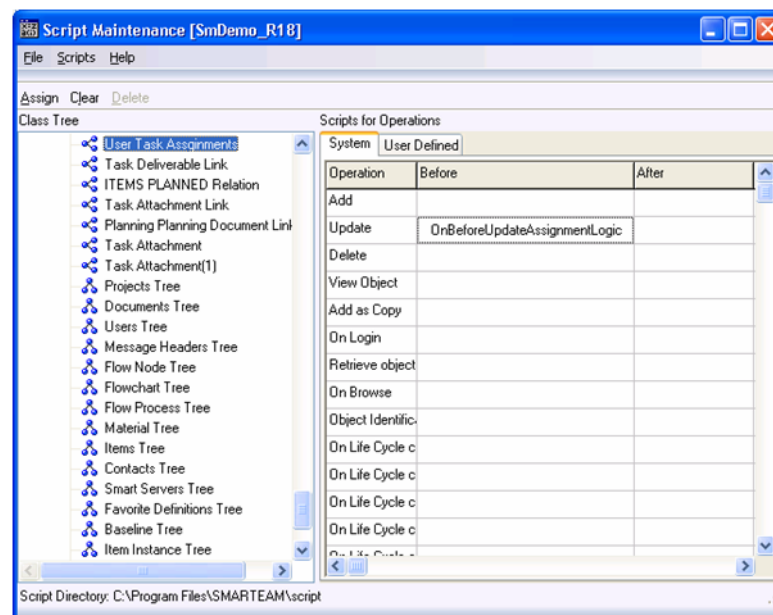 Script Maintenance [SmDemo_R18]
File Scripts Help
Assign Clear Delete
Class Tree
User Task Assginments
Task Deliverable Link
ITEMS PLANNED Relation
Task Attachment Link
Planning Planning Document Link
Task Attachment
Task Attachment(1)
Projects Tree
Documents Tree
Users Tree
Message Headers Tree
Flow Node Tree
Flowchart Tree
Flow Process Tree
Material Tree
Items Tree
Contacts Tree
Smart Servers Tree
Favorite Definitions Tree
Baseline Tree
Item Instance Tree
Scripts for Operations
System User Defined
Operation Before After
Add
Update OnBeforeUpdateAssignmentLogic
Delete
View Object
Add as Copy
On Login
Retrieve object
On Browse
Object Identific
On Life Cycle c
On Life Cycle c
On Life Cycle c
On Life Cycle c
On Life Cycle c
Script Directory: C:\Program Files\SMARTEAM\script